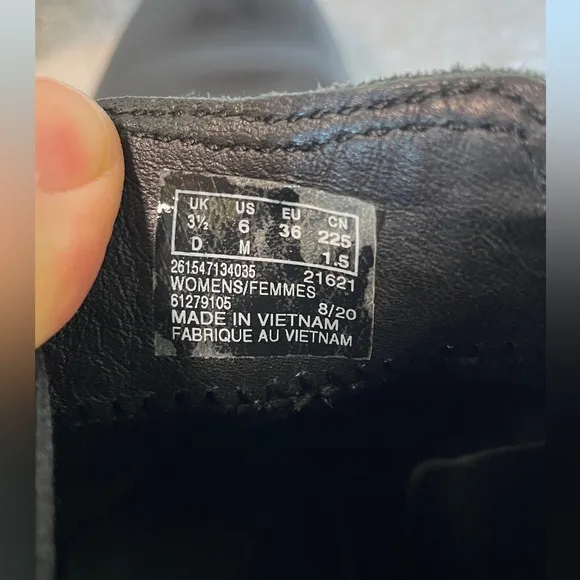 UK US EU CN
3½ 6 36 225
D M 1.5
261547134035 21621
WOMENS/FEMMES
61279105 8/20
MADE IN VIETNAM
FABRIQUE AU VIETNAM